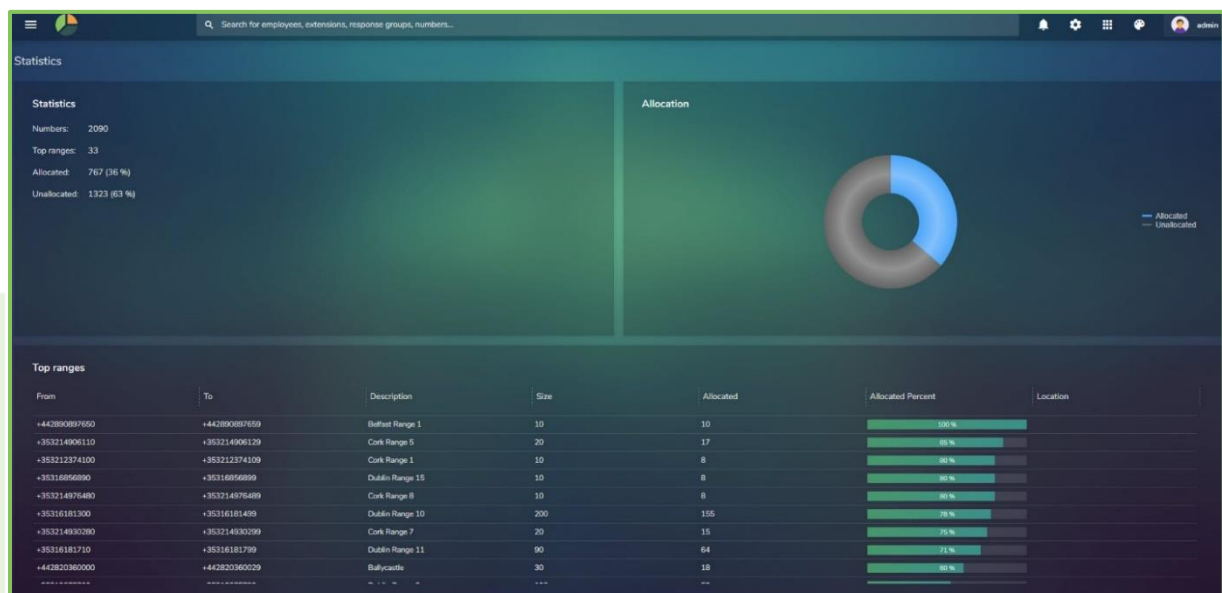 Search for employees, extensions, response groups, numbers... admin
Statistics
Statistics
Numbers: 2090
Top ranges: 33
Allocated: 767 (36 %)
Unallocated: 1323 (63 %)
Allocation
Allocated
Unallocated
Top ranges
From To Description Size Allocated Allocated Percent Location
+442890897650 +442890897659 Belfast Range 1 10 10 100 %
+353214906110 +353214906129 Cork Range 5 20 17 85 %
+353212374100 +353212374109 Cork Range 1 10 8 80 %
+35316856890 +35316856899 Dublin Range 15 10 8 80 %
+353214976480 +353214976489 Cork Range 8 10 8 80 %
+35316181300 +35316181499 Dublin Range 10 200 155 78 %
+353214930280 +353214930299 Cork Range 7 20 15 75 %
+35316181710 +35316181799 Dublin Range 11 90 64 71 %
+442820360000 +442820360029 Ballycastle 30 18 60 %